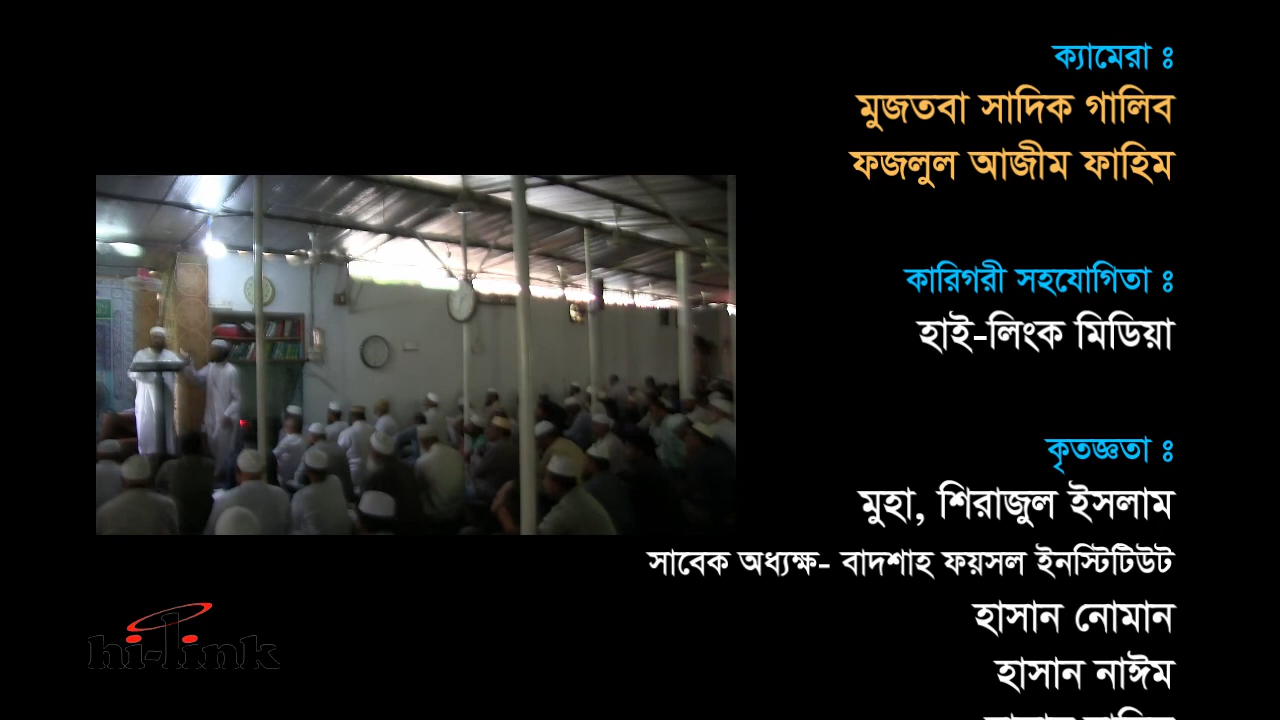 ক্যামেরা ঃ
মুজতবা সাদিক গালিব
ফজলুল আজীম ফাহিম
কারিগরী সহযোগিতা ঃ
হাই-লিংক মিডিয়া
কৃতজ্ঞতা ঃ
মুহা, শিরাজুল ইসলাম
সাবেক অধ্যক্ষ- বাদশাহ ফয়সল ইনস্টিটিউট
হাসান নোমান
হাসান নাঈম
hi-link